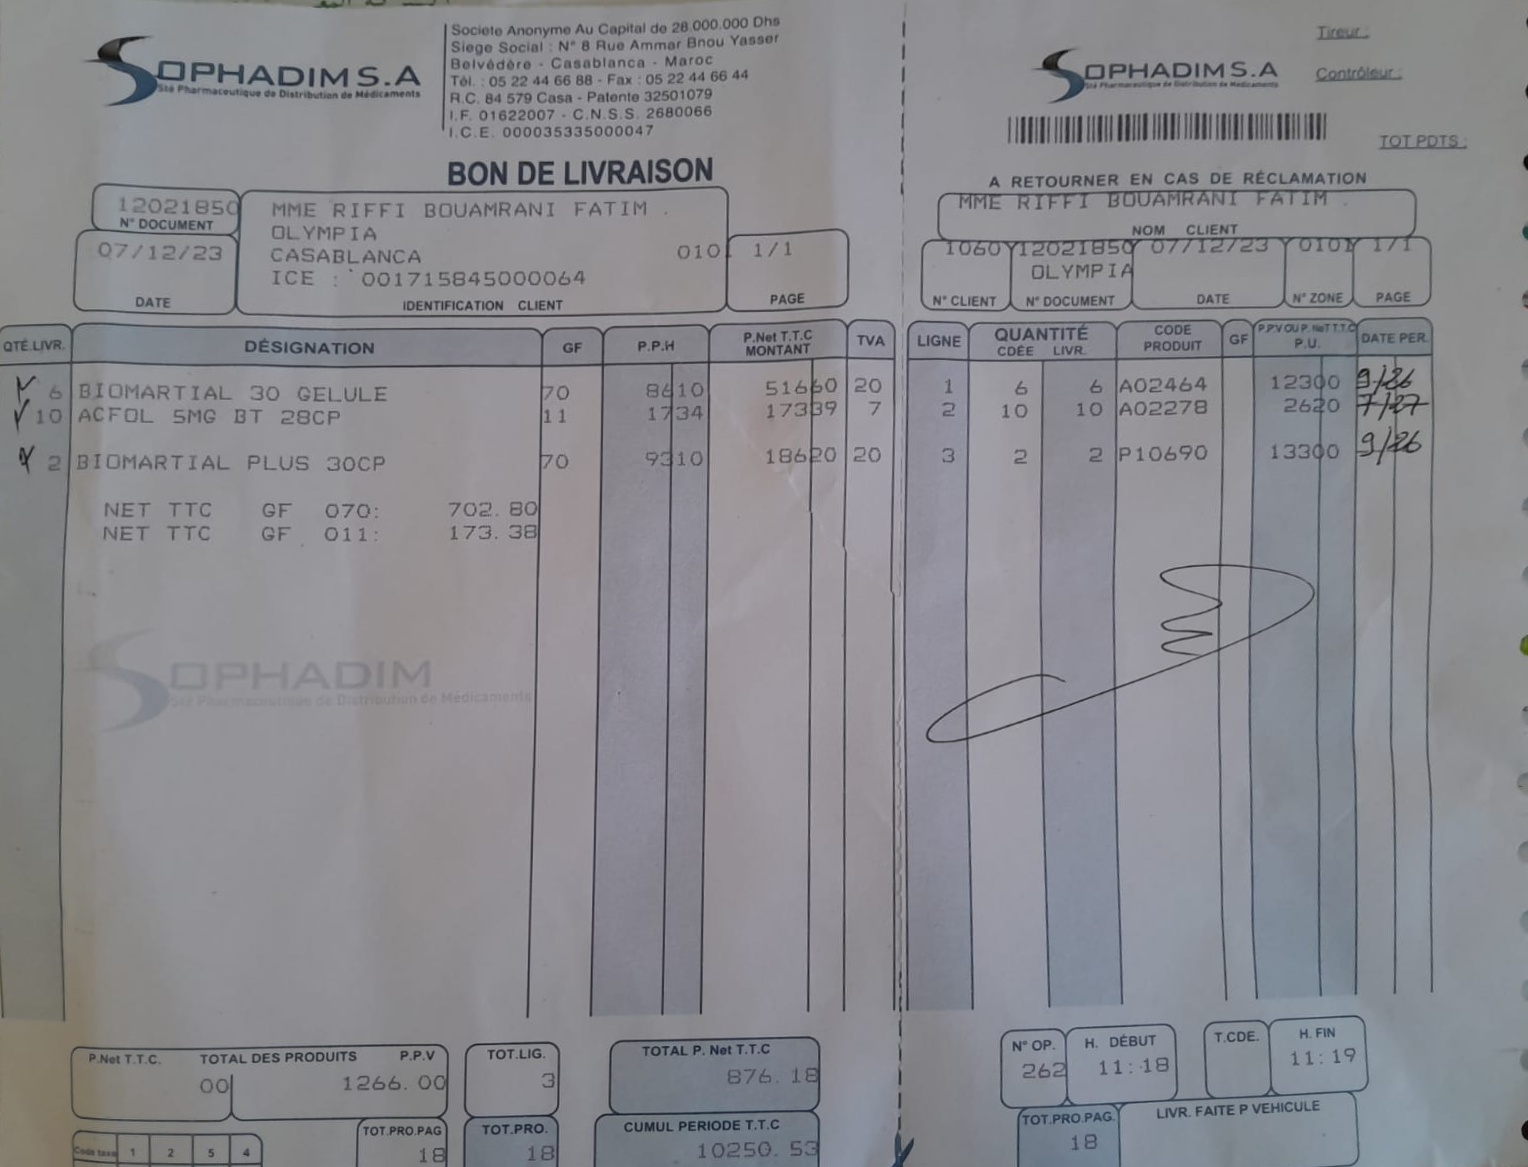 SOPHADIM S.A
Sté Pharmaceutique de Distribution de Médicaments
Societe Anonyme Au Capital de 28.000.000 Dhs
Siege Social : N° 8 Rue Ammar Bnou Yasser
Belvédère - Casablanca - Maroc
Tél. : 05 22 44 66 88 - Fax : 05 22 44 66 44
R.C. 84 579 Casa - Patente 32501079
I.F. 01622007 - C.N.S.S. 2680066
I.C.E. 000035335000047
BON DE LIVRAISON
12021850
N° DOCUMENT
07/12/23
DATE
MME RIFFI BOUAMRANI FATIM .
OLYMPIA
CASABLANCA 010
ICE : 001715845000064
IDENTIFICATION CLIENT
1/1
PAGE
QTÉ.LIVR. DÉSIGNATION GF P.P.H P.Net T.T.C MONTANT TVA
6 BIOMARTIAL 30 GELULE 70 8610 51660 20
10 ACFOL 5MG BT 28CP 11 1734 17339 7
2 BIOMARTIAL PLUS 30CP 70 9310 18620 20
NET TTC GF 070: 702.80
NET TTC GF 011: 173.38
SOPHADIM
Sté Pharmaceutique de Distribution de Médicaments
P.Net T.T.C. TOTAL DES PRODUITS P.P.V
00 1266.00
TOT.LIG.
3
TOTAL P. Net T.T.C
876.18
Code taxe 1 2 5 4
TOT.PRO.PAG
18
TOT.PRO.
18
CUMUL PERIODE T.T.C
10250.53
SOPHADIM S.A
Sté Pharmaceutique de Distribution de Médicaments
Tireur :
Contrôleur :
TOT PDTS :
A RETOURNER EN CAS DE RÉCLAMATION
MME RIFFI BOUAMRANI FATIM .
NOM CLIENT
1060 12021850 07/12/23 0101 1/1
OLYMPIA
N° CLIENT N° DOCUMENT DATE N° ZONE PAGE
LIGNE QUANTITÉ CDÉE LIVR. CODE PRODUIT GF P.P.V OU P. Net T.T.C P.U. DATE PER.
1 6 6 A02464 12300 9/26
2 10 10 A02278 2620 7/27
3 2 2 P10690 13300 9/26
N° OP.
262
H. DÉBUT
11:18
T.CDE.
H. FIN
11:19
TOT.PRO.PAG.
18
LIVR. FAITE P VEHICULE